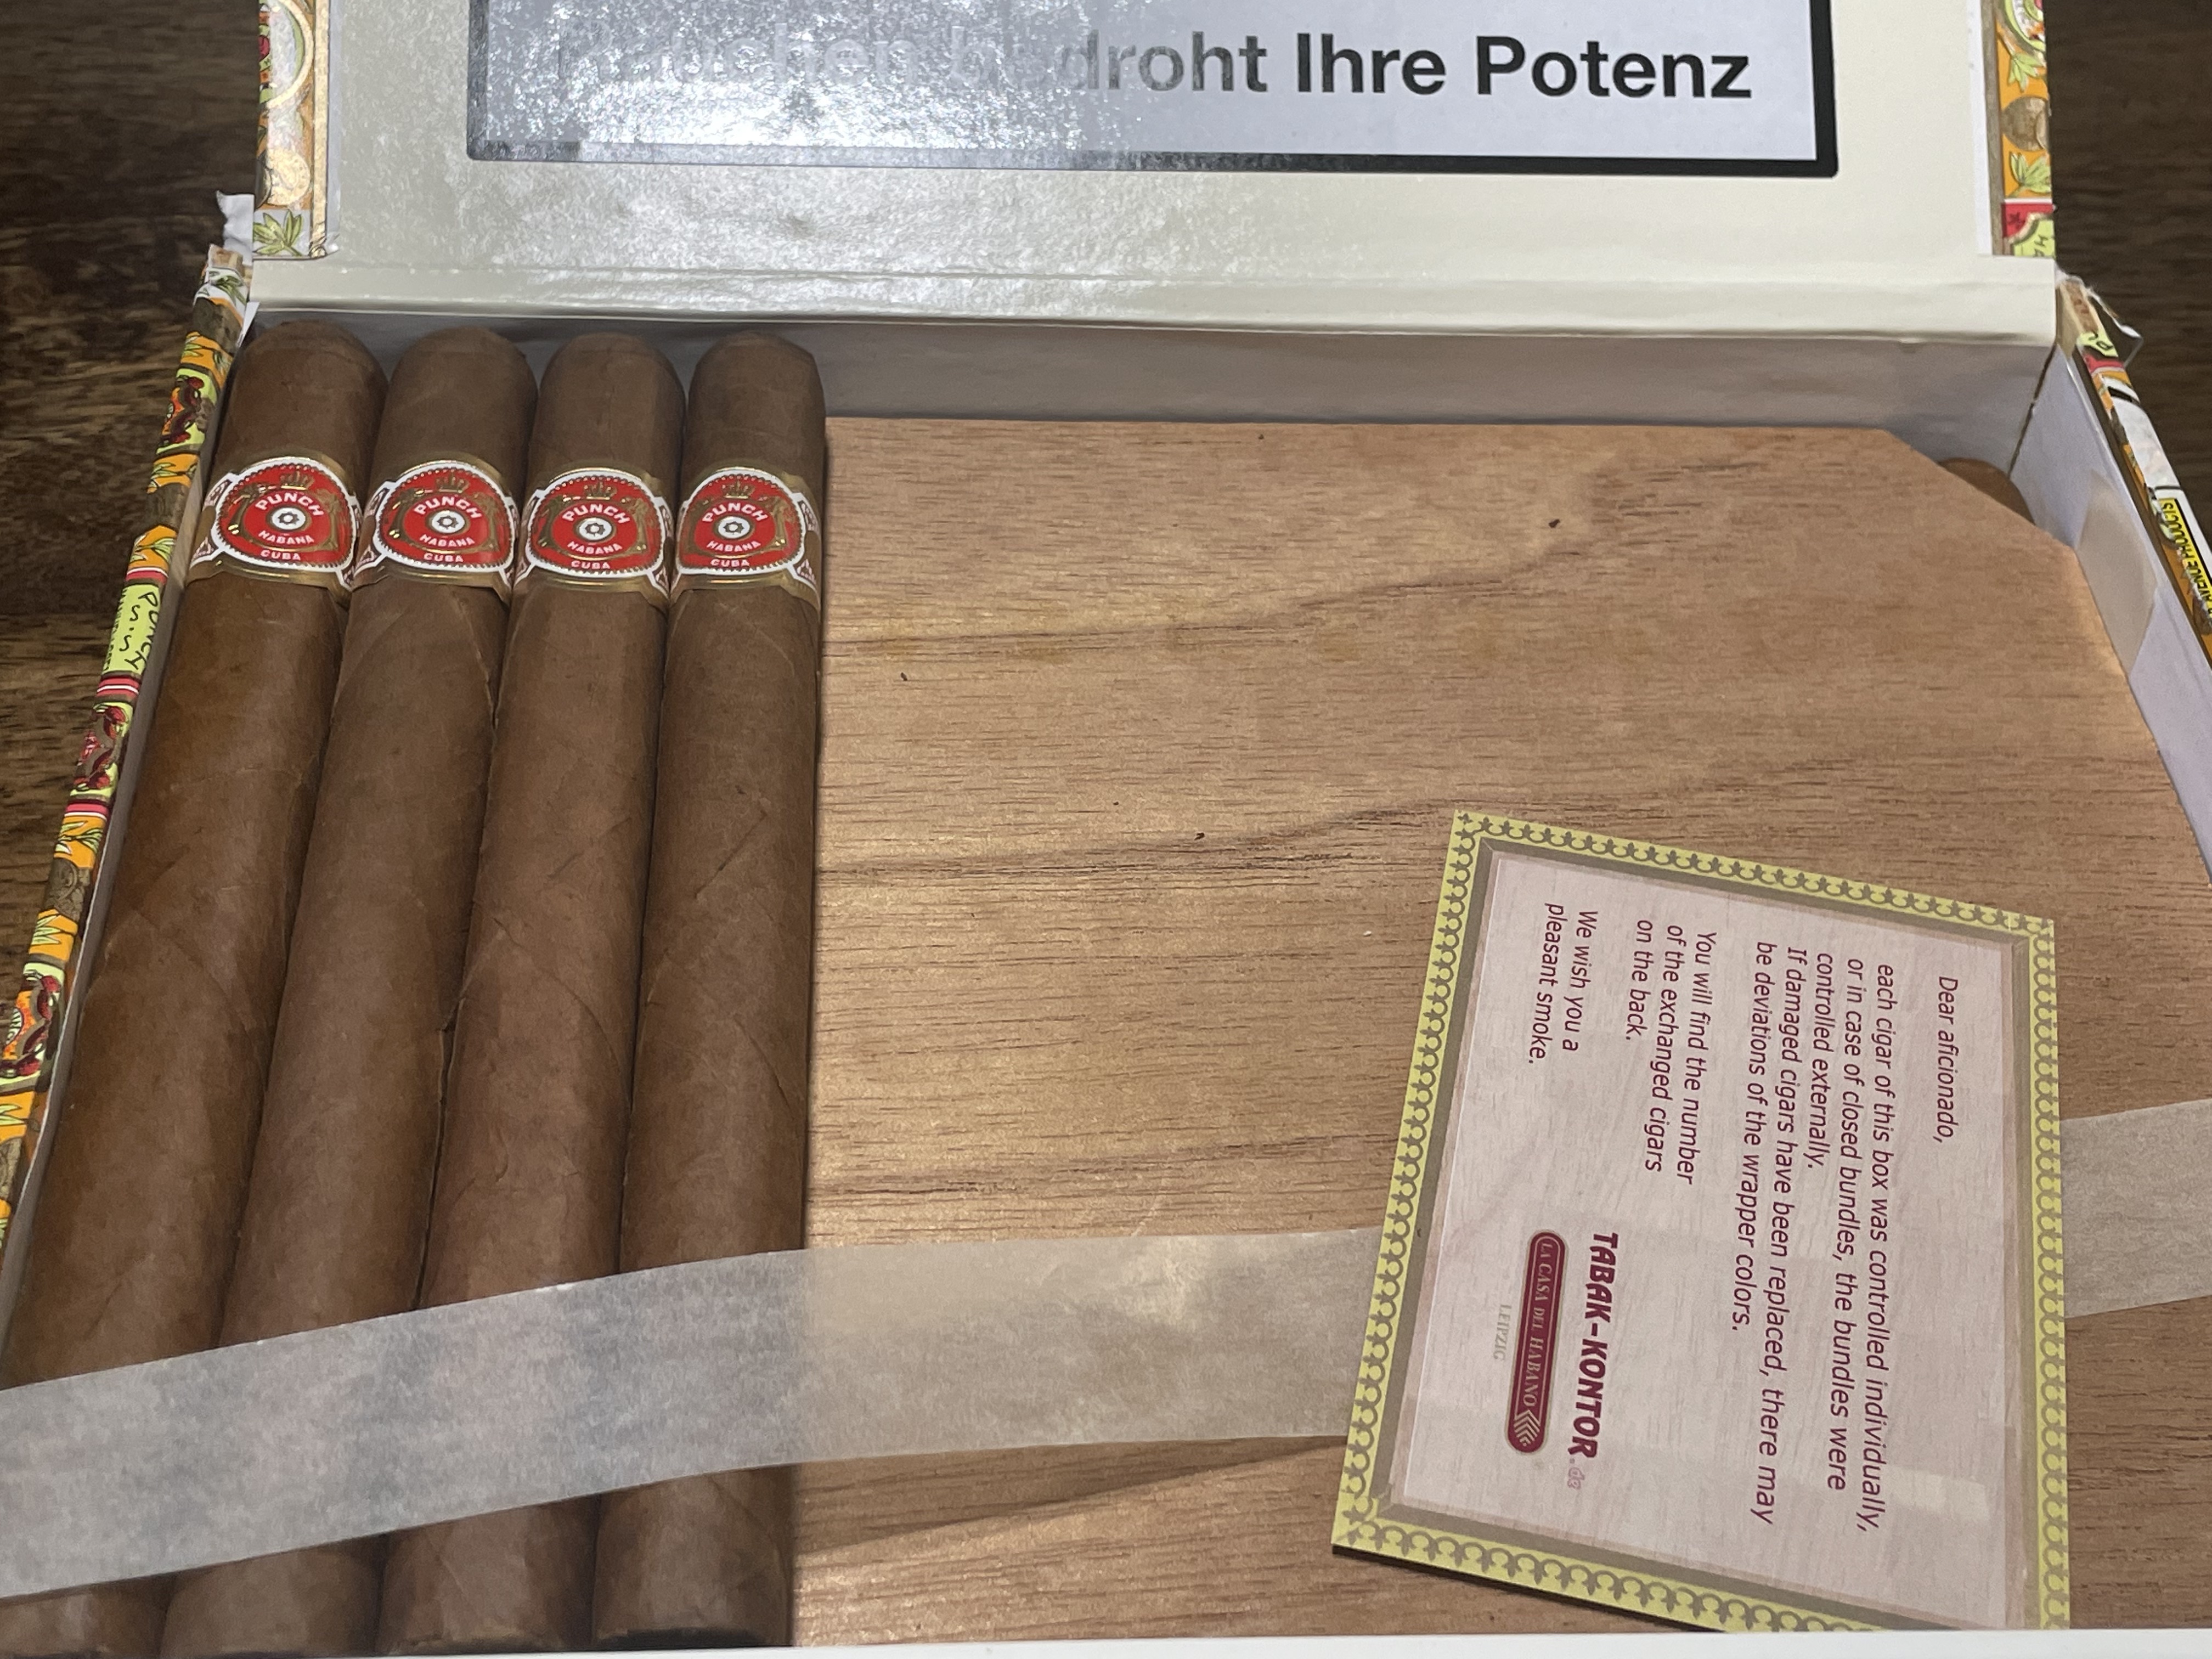 Rauchen bedroht Ihre Potenz
PUNCH
HABANA
CUBA
PUNCH
HABANA
CUBA
PUNCH
HABANA
CUBA
PUNCH
HABANA
CUBA
Dear aficionado,
each cigar of this box was controlled individually,
or in case of closed bundles, the bundles were
controlled externally.
If damaged cigars have been replaced, there may
be deviations of the wrapper colors.
You will find the number
of the exchanged cigars
on the back.
We wish you a
pleasant smoke.
TABAK-KONTOR.de
LA CASA DEL HABANO
LEIPZIG